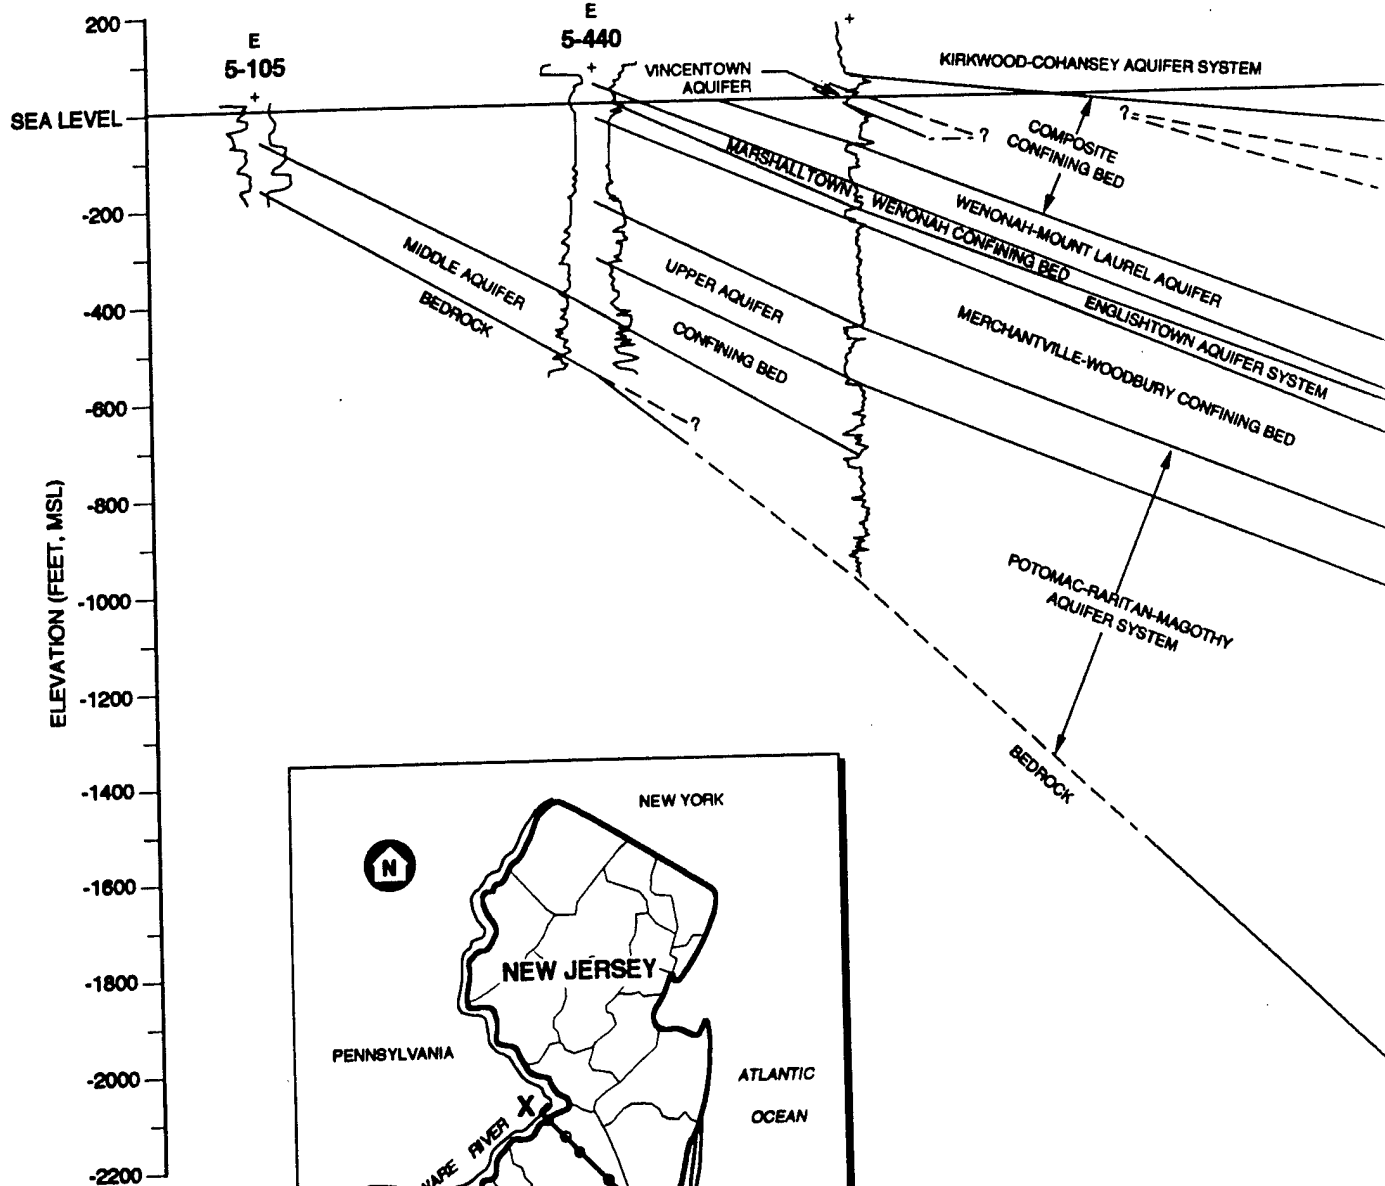 200
E
5-105
+
E
5-440
+
+
VINCENTOWN
AQUIFER
KIRKWOOD-COHANSEY AQUIFER SYSTEM
SEA LEVEL
?
?=
COMPOSITE
CONFINING BED
MARSHALLTOWN
WENONAH CONFINING BED
WENONAH-MOUNT LAUREL AQUIFER
ENGLISHTOWN AQUIFER SYSTEM
MERCHANTVILLE-WOODBURY CONFINING BED
-200
MIDDLE AQUIFER
BEDROCK
UPPER AQUIFER
CONFINING BED
?
-400
-600
-800
-1000
-1200
-1400
-1600
-1800
-2000
-2200
ELEVATION (FEET, MSL)
POTOMAC-RARITAN-MAGOTHY
AQUIFER SYSTEM
BEDROCK
NEW YORK
N
NEW JERSEY
PENNSYLVANIA
ATLANTIC
OCEAN
X
WARE RIVER